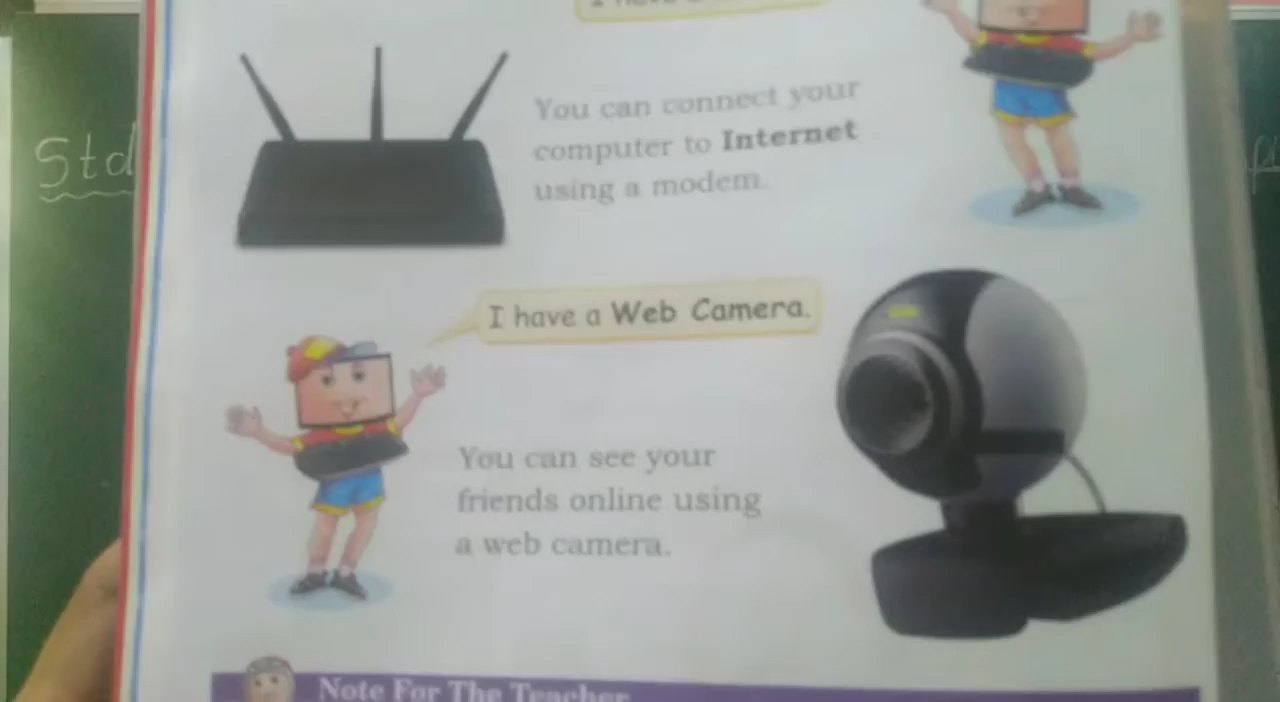 I have a
You can connect your
computer to Internet
using a modem.
Std
I have a Web Camera.
You can see your
friends online using
a web camera.
Note For The Teacher